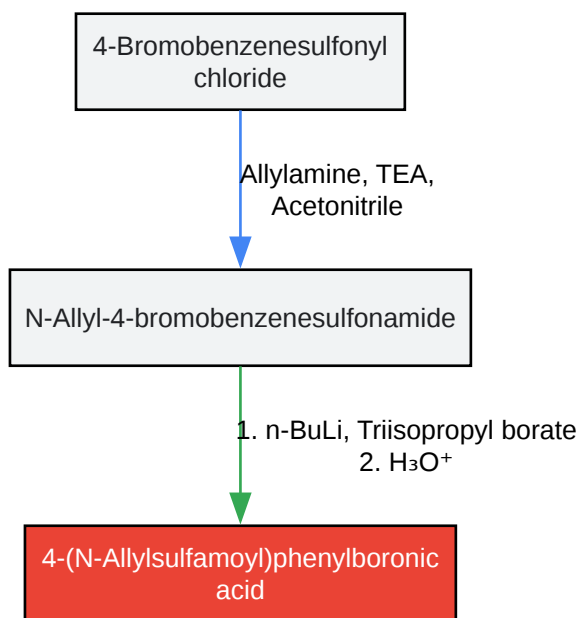 4-Bromobenzenesulfonyl
chloride
Allylamine, TEA,
Acetonitrile
N-Allyl-4-bromobenzenesulfonamide
1. n-BuLi, Triisopropyl borate
2. H₃O⁺
4-(N-Allylsulfamoyl)phenylboronic
acid